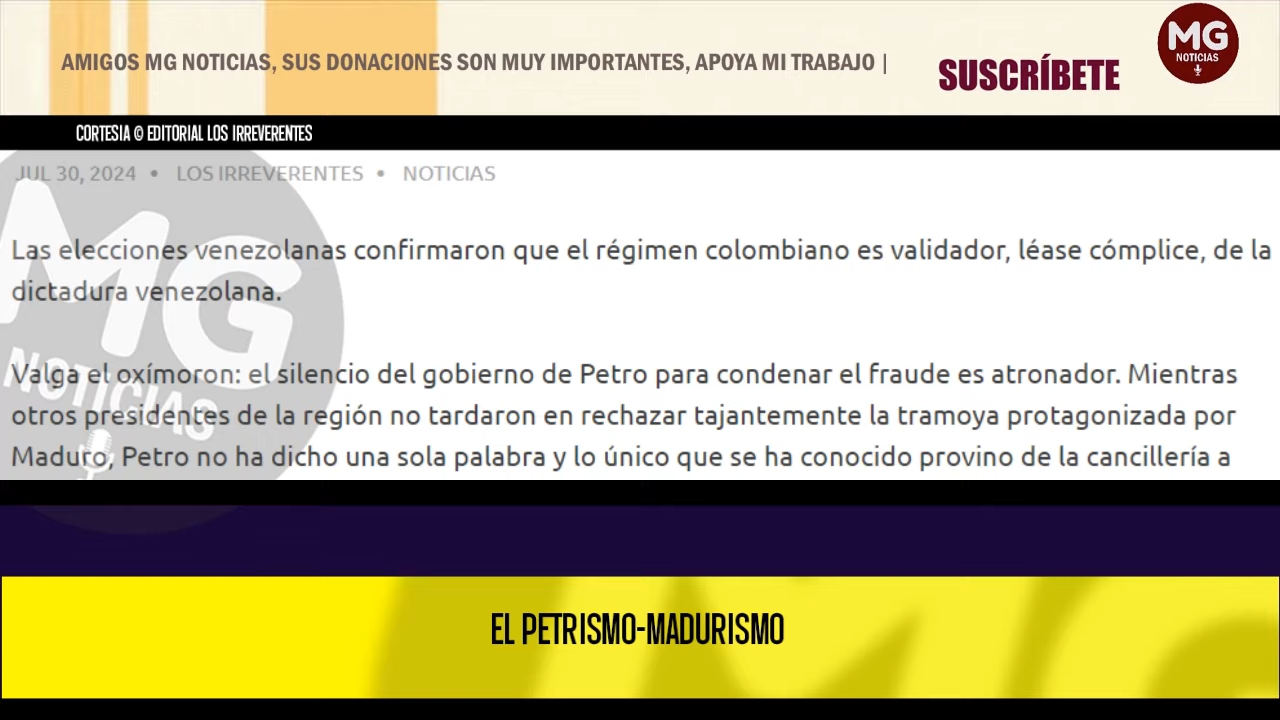 AMIGOS MG NOTICIAS, SUS DONACIONES SON MUY IMPORTANTES, APOYA MI TRABAJO |
SUSCRÍBETE
MG
NOTICIAS
CORTESIA © EDITORIAL LOS IRREVERENTES
JUL 30, 2024 • LOS IRREVERENTES • NOTICIAS
Las elecciones venezolanas confirmaron que el régimen colombiano es validador, léase cómplice, de la
dictadura venezolana.
Valga el oxímoron: el silencio del gobierno de Petro para condenar el fraude es atronador. Mientras
otros presidentes de la región no tardaron en rechazar tajantemente la tramoya protagonizada por
Maduro, Petro no ha dicho una sola palabra y lo único que se ha conocido provino de la cancillería a
MG
NOTICIAS
EL PETRISMO-MADURISMO